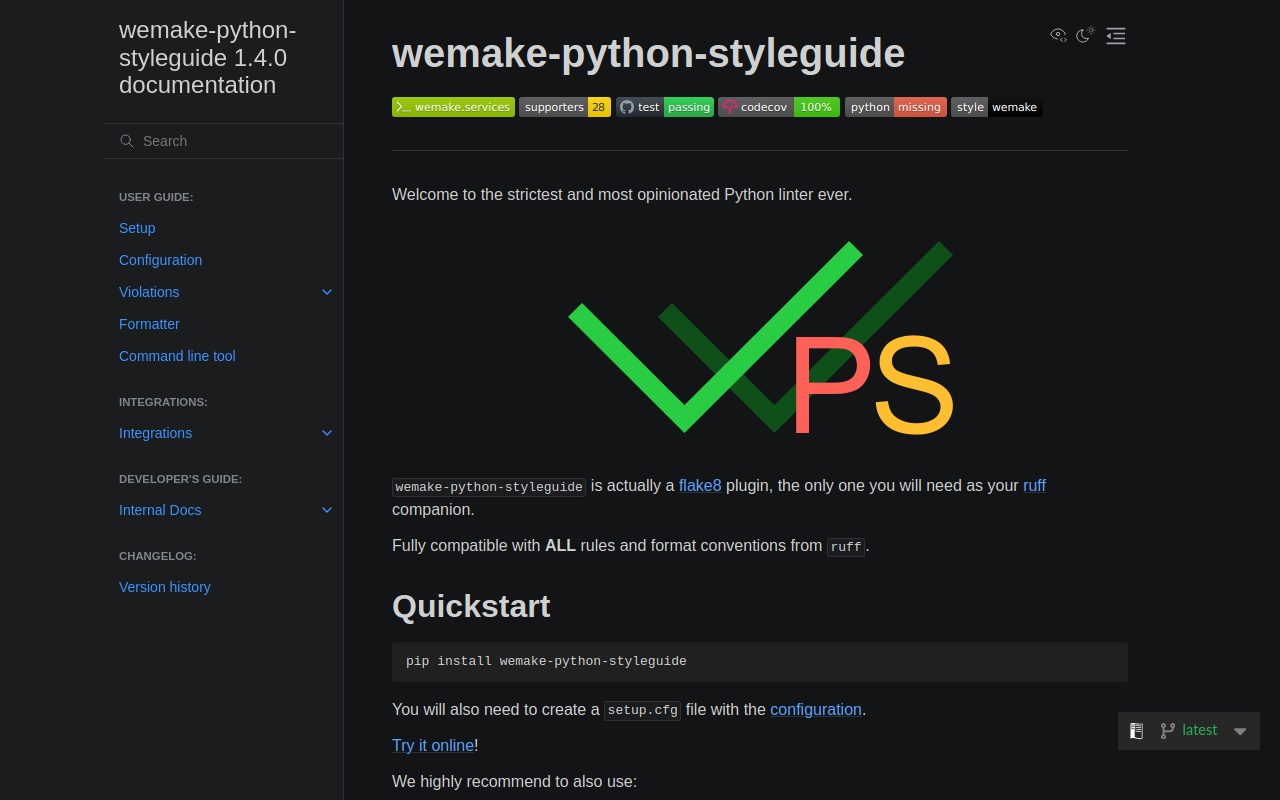 wemake-python-
styleguide 1.4.0
documentation
Search
USER GUIDE:
Setup
Configuration
Violations
Formatter
Command line tool
INTEGRATIONS:
Integrations
DEVELOPER'S GUIDE:
Internal Docs
CHANGELOG:
Version history
wemake-python-styleguide
wemake.services supporters 28 test passing codecov 100% python missing style wemake
Welcome to the strictest and most opinionated Python linter ever.
PS
wemake-python-styleguide is actually a flake8 plugin, the only one you will need as your ruff
companion.
Fully compatible with ALL rules and format conventions from ruff.
Quickstart
pip install wemake-python-styleguide
You will also need to create a setup.cfg file with the configuration.
Try it online!
We highly recommend to also use:
latest